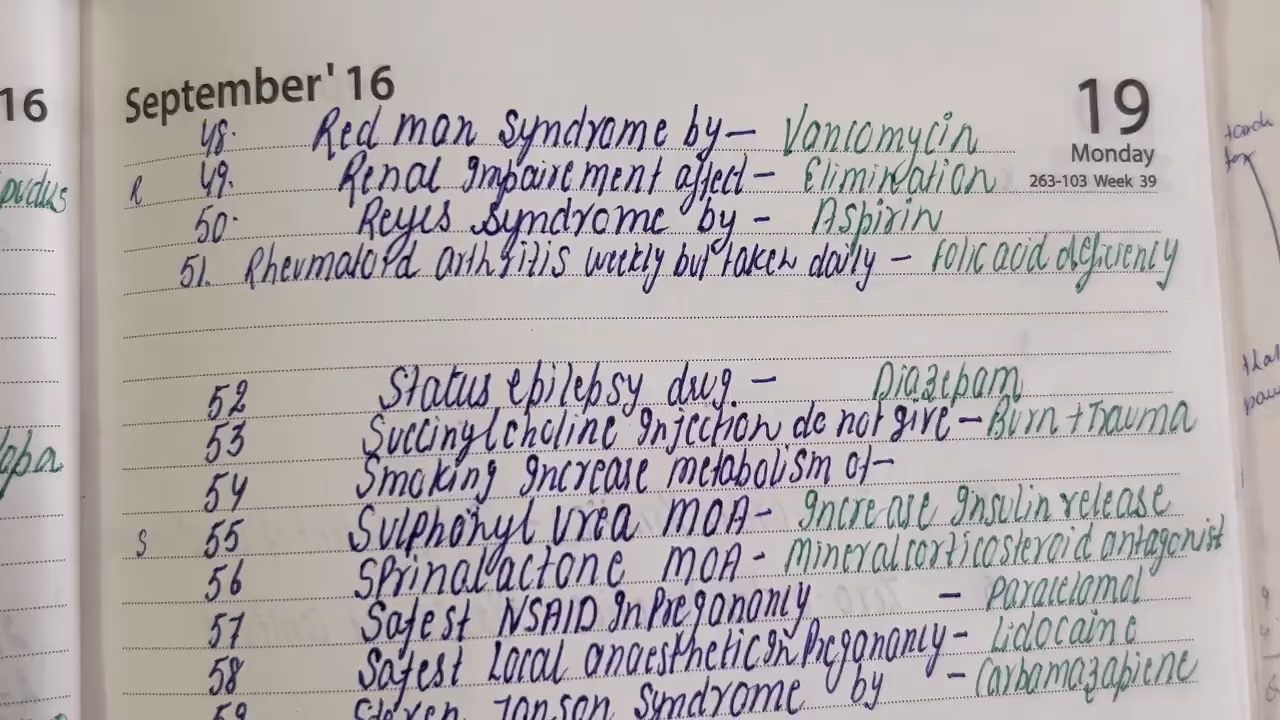 16
September' 16
19
Monday
263-103 Week 39
48. Red man syndrome by - Vancomycin
R 49. Renal Impairement affect - Elimination
50. Reyes syndrome by - Aspirin
51. Rheumatoid arthritis weekly but taken daily - Folic acid deficiency
52 Status epilepsy drug. - Diazepam
53 Succinylcholine Injection do not give - Burn + Trauma
54 Smoking Increase metabolism of -
S 55 Sulphonyl urea MOA - Increase Insulin release
56 Sprinalactone MOA - Mineralcorticosteroid antagonist
57 Safest NSAID In Pregonancy - Paracetamol
58 Safest Local anaesthetic In Pregonancy - Lidocaine
59 Steven Jonson Syndrome by - Carbamazapiene